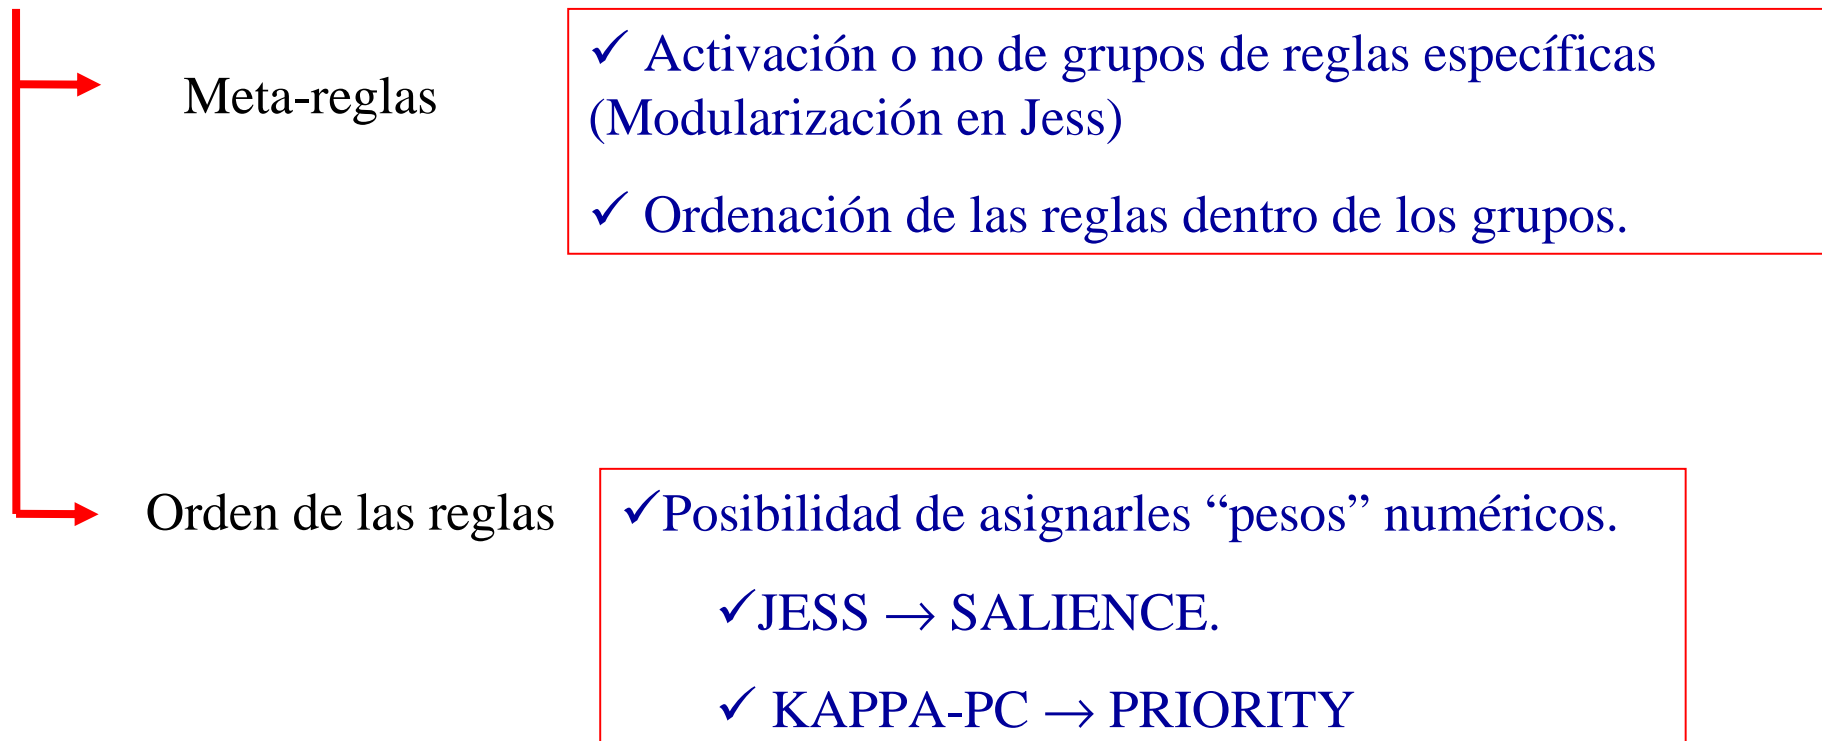 Meta-reglas
✓ Activación o no de grupos de reglas específicas
(Modularización en Jess)
✓ Ordenación de las reglas dentro de los grupos.
Orden de las reglas
✓Posibilidad de asignarles “pesos” numéricos.
✓JESS → SALIENCE.
✓ KAPPA-PC → PRIORITY